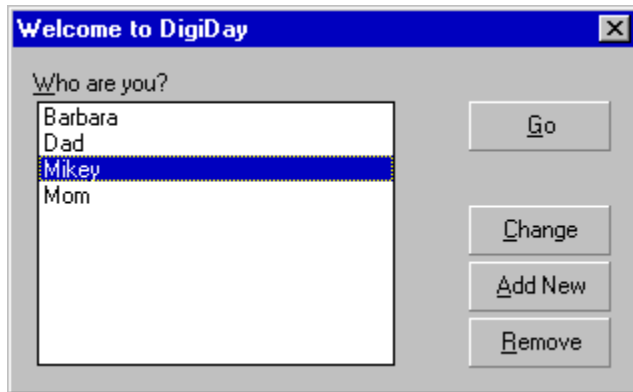 Welcome to DigiDay
Who are you?
Barbara
Dad
Mikey
Mom
Go
Change
Add New
Remove